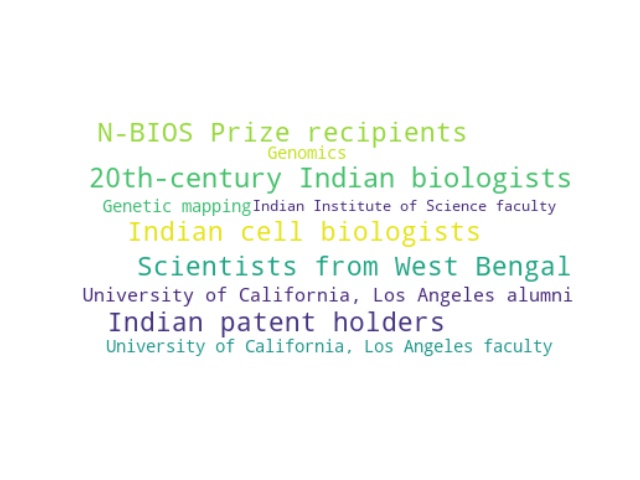 N-BIOS Prize recipients
Genomics
20th-century Indian biologists
Genetic mapping Indian Institute of Science faculty
Indian cell biologists
Scientists from West Bengal
University of California, Los Angeles alumni
Indian patent holders
University of California, Los Angeles faculty